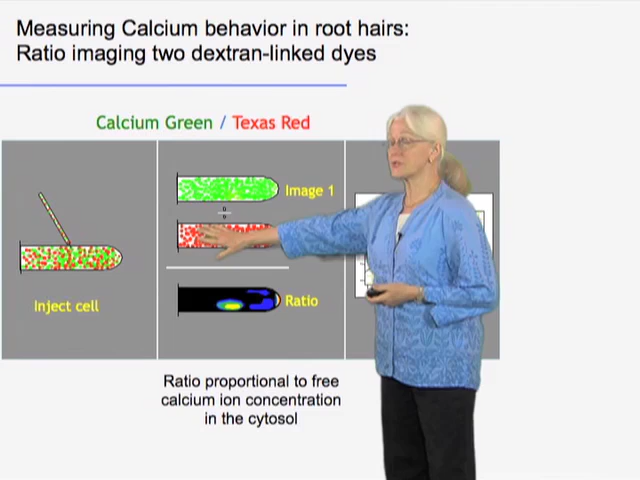 Measuring Calcium behavior in root hairs:
Ratio imaging two dextran-linked dyes
Calcium Green / Texas Red
Image 1
÷
Inject cell
Ratio
Ratio proportional to free
calcium ion concentration
in the cytosol